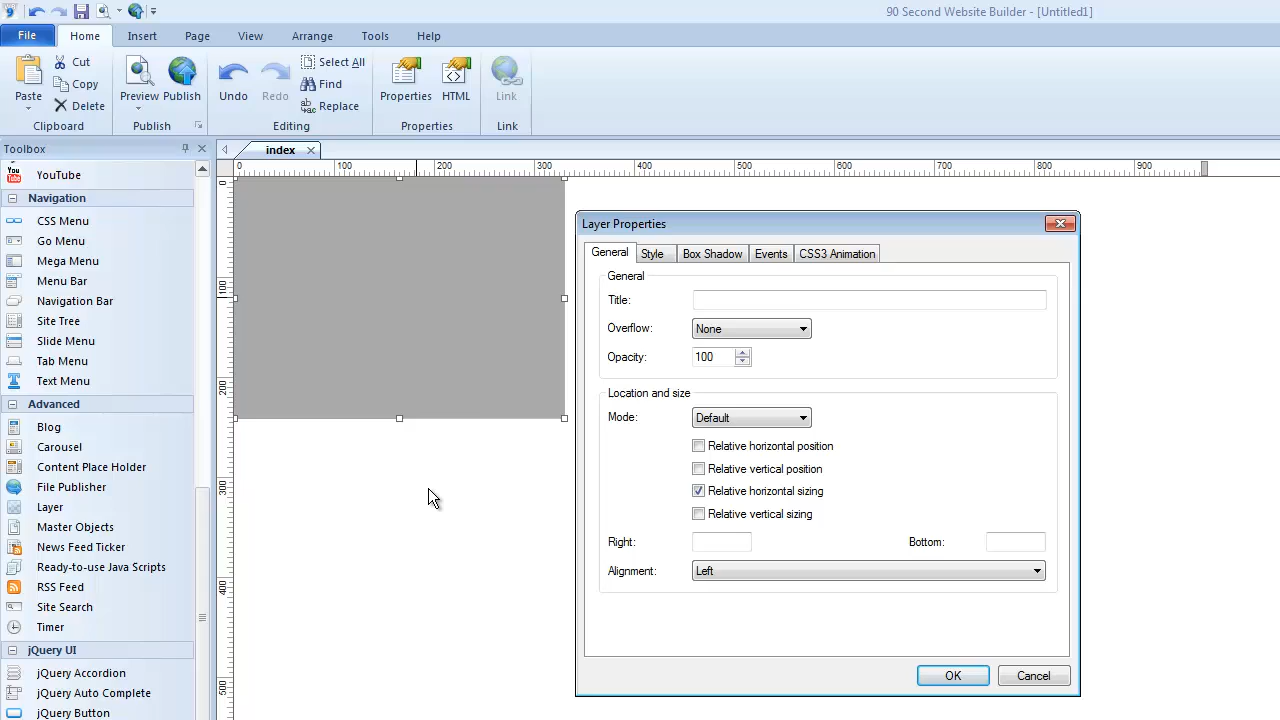 90 Second Website Builder - [Untitled1]
File Home Insert Page View Arrange Tools Help
Paste
Cut
Copy
Delete
Clipboard
Preview Publish
Publish
Undo Redo
Select All
Find
Replace
Editing
Properties HTML
Properties
Link
Link
Toolbox
index
0 100 200 300 400 500 600 700 800 900
0
100
200
300
400
500
YouTube
Navigation
CSS Menu
Go Menu
Mega Menu
Menu Bar
Navigation Bar
Site Tree
Slide Menu
Tab Menu
Text Menu
Advanced
Blog
Carousel
Content Place Holder
File Publisher
Layer
Master Objects
News Feed Ticker
Ready-to-use Java Scripts
RSS Feed
Site Search
Timer
jQuery UI
jQuery Accordion
jQuery Auto Complete
jQuery Button
Layer Properties
General Style Box Shadow Events CSS3 Animation
General
Title:
Overflow: None
Opacity: 100
Location and size
Mode: Default
Relative horizontal position
Relative vertical position
Relative horizontal sizing
Relative vertical sizing
Right: Bottom:
Alignment: Left
OK Cancel